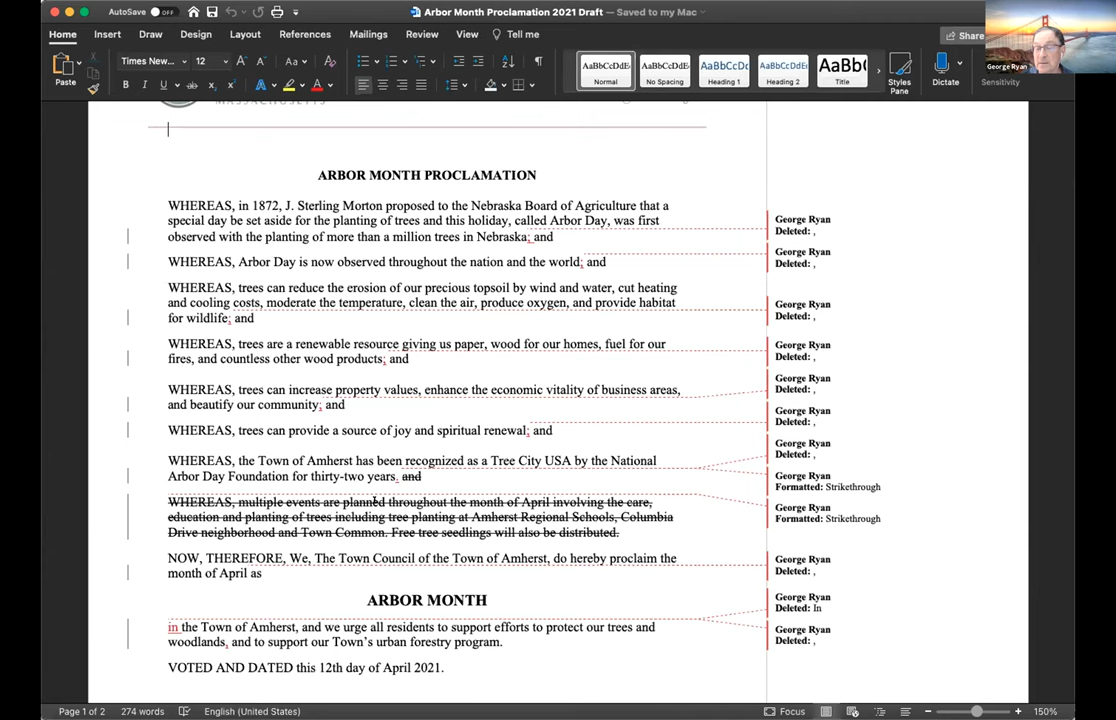 AutoSave OFF Arbor Month Proclamation 2021 Draft — Saved to my Mac
Home Insert Draw Design Layout References Mailings Review View Tell me Share
George Ryan
Paste Times New... 12 Aa AaBbCcDdE AaBbCcDdE AaBbCcDc AaBbCcDdE AaBb( Styles Pane Dictate Sensitivity
B I U ab x x A A Normal No Spacing Heading 1 Heading 2 Title
MASSACHUSETTS
ARBOR MONTH PROCLAMATION
WHEREAS, in 1872, J. Sterling Morton proposed to the Nebraska Board of Agriculture that a
special day be set aside for the planting of trees and this holiday, called Arbor Day, was first
observed with the planting of more than a million trees in Nebraska; and
WHEREAS, Arbor Day is now observed throughout the nation and the world; and
WHEREAS, trees can reduce the erosion of our precious topsoil by wind and water, cut heating
and cooling costs, moderate the temperature, clean the air, produce oxygen, and provide habitat
for wildlife; and
WHEREAS, trees are a renewable resource giving us paper, wood for our homes, fuel for our
fires, and countless other wood products; and
WHEREAS, trees can increase property values, enhance the economic vitality of business areas,
and beautify our community; and
WHEREAS, trees can provide a source of joy and spiritual renewal; and
WHEREAS, the Town of Amherst has been recognized as a Tree City USA by the National
Arbor Day Foundation for thirty-two years. and
WHEREAS, multiple events are planned throughout the month of April involving the care,
education and planting of trees including tree planting at Amherst Regional Schools, Columbia
Drive neighborhood and Town Common. Free tree seedlings will also be distributed.
NOW, THEREFORE, We, The Town Council of the Town of Amherst, do hereby proclaim the
month of April as
ARBOR MONTH
in the Town of Amherst, and we urge all residents to support efforts to protect our trees and
woodlands, and to support our Town's urban forestry program.
VOTED AND DATED this 12th day of April 2021.
George Ryan
Deleted: ,
George Ryan
Deleted: ,
George Ryan
Deleted: ,
George Ryan
Deleted: ,
George Ryan
Deleted: ,
George Ryan
Deleted: ,
George Ryan
Deleted: ,
George Ryan
Formatted: Strikethrough
George Ryan
Formatted: Strikethrough
George Ryan
Deleted: ,
George Ryan
Deleted: In
George Ryan
Deleted: ,
Page 1 of 2 274 words English (United States) Focus 150%